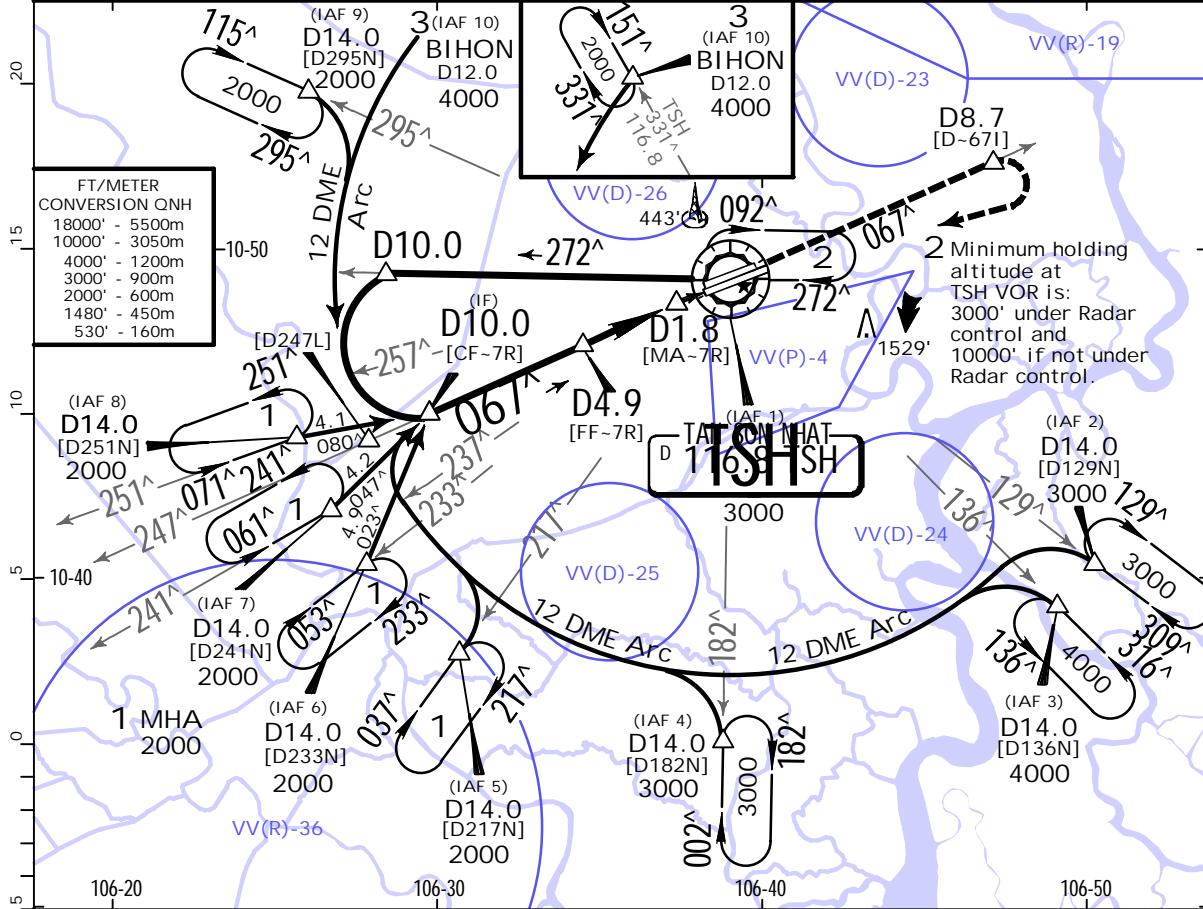 115^
(IAF 9)
D14.0
[D295N]
2000
2000
295^
295^
3 (IAF 10)
BIHON
D12.0
4000
151^
2000
331^
3
(IAF 10)
BIHON
D12.0
4000
TSH
331^
116.8
VV(D)-23
VV(R)-19
D8.7
[D~67I]
FT/METER
CONVERSION QNH
18000' - 5500m
10000' - 3050m
4000' - 1200m
3000' - 900m
2000' - 600m
1480' - 450m
530' - 160m
20
15
10
5
0
5
10-50
10-40
12 DME Arc
VV(D)-26
443'
092^
067^
D10.0
272^
2
272^
2 Minimum holding
altitude at
TSH VOR is:
3000' under Radar
control and
10000' if not under
Radar control.
1529'
(IF)
D10.0
[CF~7R]
[D247L]
257^
D1.8
[MA~7R]
VV(P)-4
067^
D4.9
[FF~7R]
(IAF 1)
TAN SON NHAT
D 116.8 TSH
TSH
3000
251^
(IAF 8)
D14.0
[D251N]
2000
1
4.1
080^
071^
241^
251^
247^
4.2
047^
4.9
023^
237^
233^
217^
061^
1
241^
(IAF 7)
D14.0
[D241N]
2000
053^
1
233^
(IAF 6)
D14.0
[D233N]
2000
1 MHA
2000
037^
1
217^
(IAF 5)
D14.0
[D217N]
2000
VV(R)-36
VV(D)-25
VV(D)-24
12 DME Arc
12 DME Arc
182^
(IAF 4)
D14.0
[D182N]
3000
182^
3000
002^
136^
129^
(IAF 2)
D14.0
[D129N]
3000
129^
3000
309^
316^
136^
4000
(IAF 3)
D14.0
[D136N]
4000
106-20
106-30
106-40
106-50